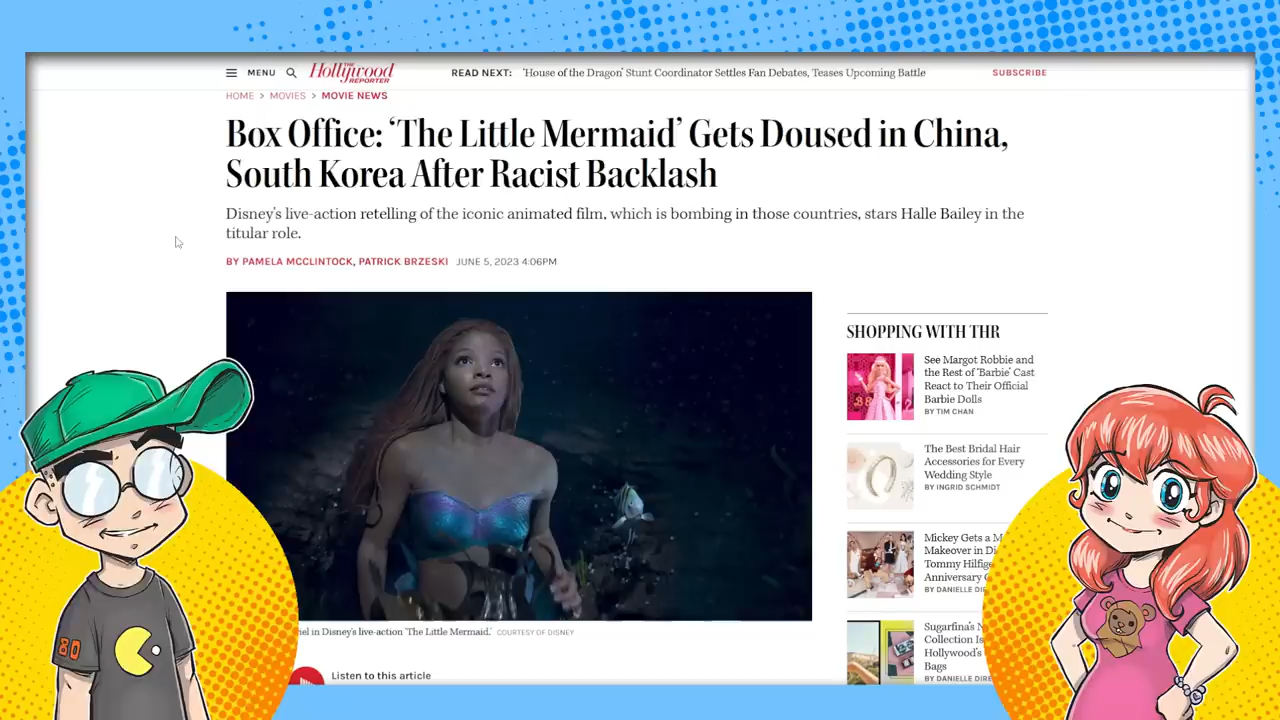 MENU
THE
Hollywood
REPORTER
READ NEXT: 'House of the Dragon' Stunt Coordinator Settles Fan Debates, Teases Upcoming Battle
SUBSCRIBE
HOME > MOVIES > MOVIE NEWS
Box Office: ‘The Little Mermaid’ Gets Doused in China,
South Korea After Racist Backlash
Disney's live-action retelling of the iconic animated film, which is bombing in those countries, stars Halle Bailey in the
titular role.
BY PAMELA MCCLINTOCK, PATRICK BRZESKI JUNE 5, 2023 4:06PM
SHOPPING WITH THR
See Margot Robbie and
the Rest of 'Barbie' Cast
React to Their Official
Barbie Dolls
BY TIM CHAN
The Best Bridal Hair
Accessories for Every
Wedding Style
BY INGRID SCHMIDT
Mickey Gets a M
Makeover in Di
Tommy Hilfige
Anniversary
BY DANIELLE DI
Sugarfina's N
Collection Is
Hollywood's
Bags
BY DANIELLE DIRE
in Disney's live-action 'The Little Mermaid.' COURTESY OF DISNEY
Listen to this article
80